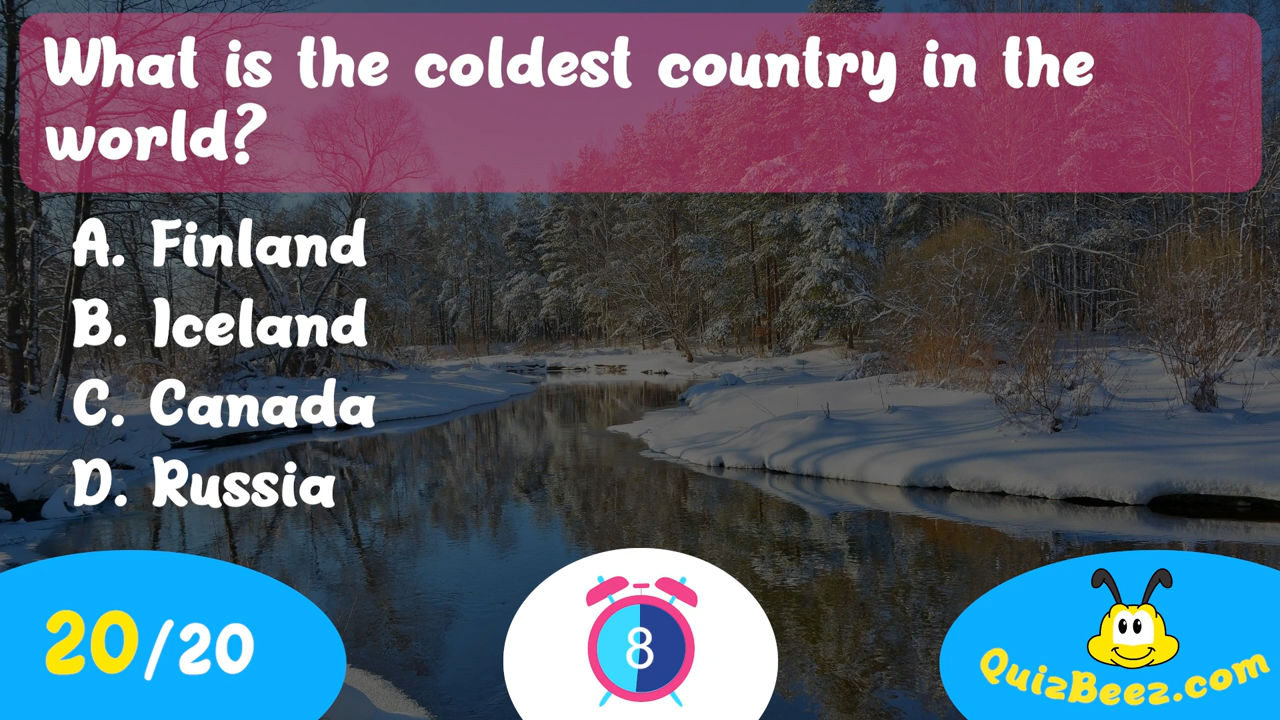 What is the coldest country in the
world?
A. Finland
B. Iceland
C. Canada
D. Russia
20/20
8
QuizBeez.com